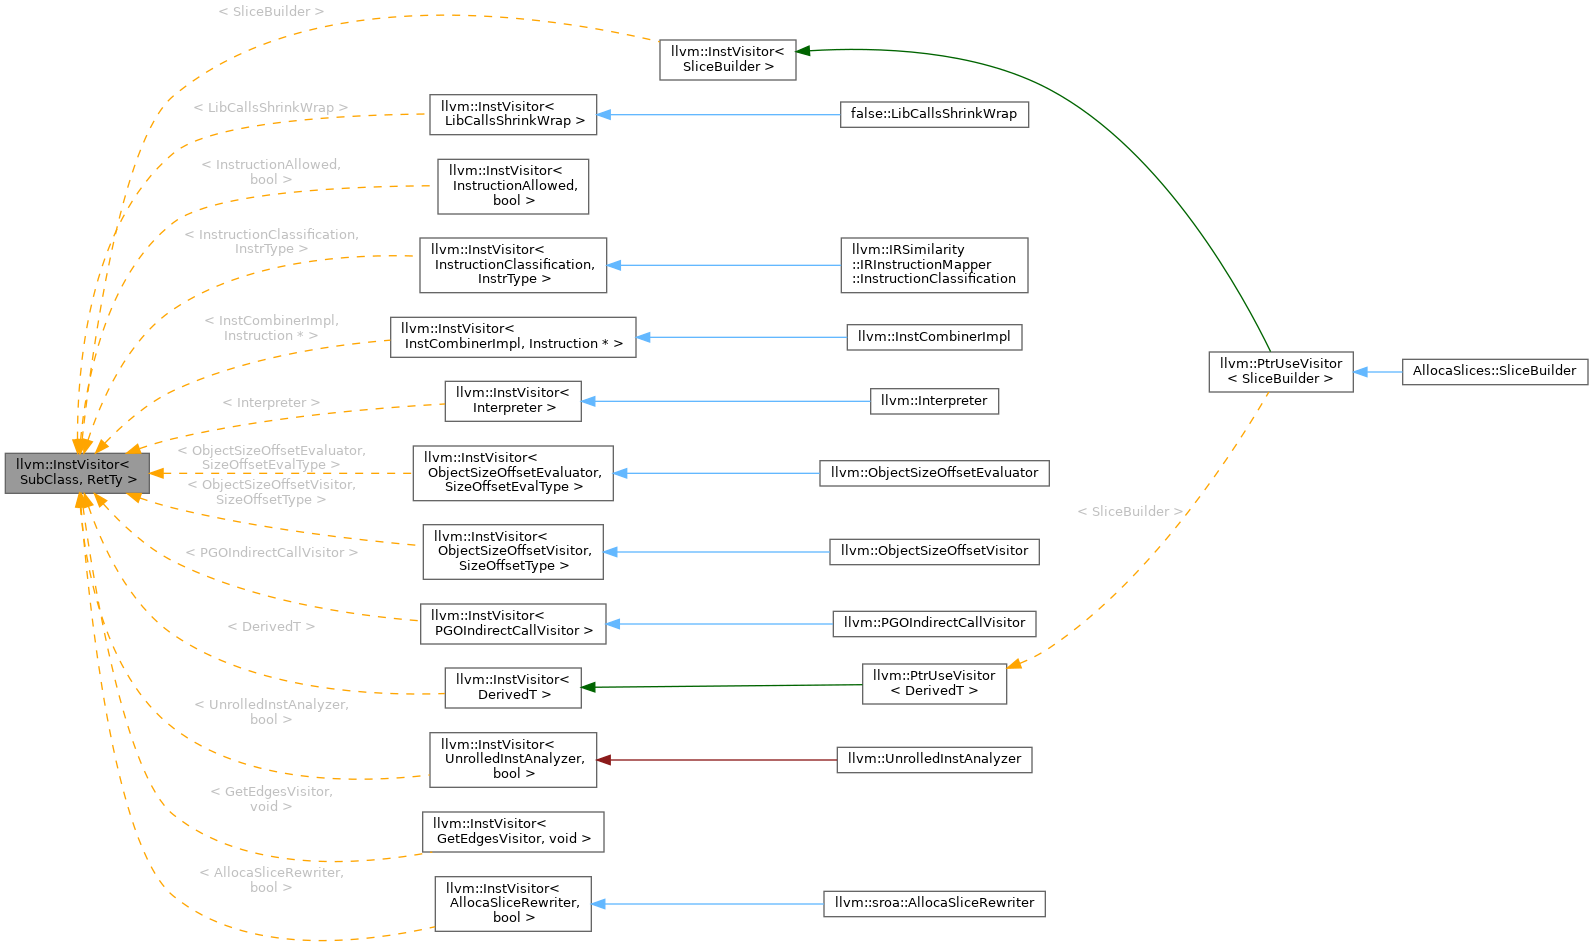 < SliceBuilder >
llvm::InstVisitor<
SliceBuilder >
< LibCallsShrinkWrap >
llvm::InstVisitor<
LibCallsShrinkWrap >
false::LibCallsShrinkWrap
< InstructionAllowed,
bool >
llvm::InstVisitor<
InstructionAllowed,
bool >
< InstructionClassification,
InstrType >
llvm::InstVisitor<
InstructionClassification,
InstrType >
llvm::IRSimilarity
::IRInstructionMapper
::InstructionClassification
< InstCombinerImpl,
Instruction * >
llvm::InstVisitor<
InstCombinerImpl, Instruction * >
llvm::InstCombinerImpl
llvm::PtrUseVisitor
< SliceBuilder >
AllocaSlices::SliceBuilder
< Interpreter >
llvm::InstVisitor<
Interpreter >
llvm::Interpreter
llvm::InstVisitor<
SubClass, RetTy >
< ObjectSizeOffsetEvaluator,
SizeOffsetEvalType >
llvm::InstVisitor<
ObjectSizeOffsetEvaluator,
SizeOffsetEvalType >
llvm::ObjectSizeOffsetEvaluator
< ObjectSizeOffsetVisitor,
SizeOffsetType >
llvm::InstVisitor<
ObjectSizeOffsetVisitor,
SizeOffsetType >
llvm::ObjectSizeOffsetVisitor
< SliceBuilder >
< PGOIndirectCallVisitor >
llvm::InstVisitor<
PGOIndirectCallVisitor >
llvm::PGOIndirectCallVisitor
< DerivedT >
llvm::InstVisitor<
DerivedT >
llvm::PtrUseVisitor
< DerivedT >
< UnrolledInstAnalyzer,
bool >
llvm::InstVisitor<
UnrolledInstAnalyzer,
bool >
llvm::UnrolledInstAnalyzer
< GetEdgesVisitor,
void >
llvm::InstVisitor<
GetEdgesVisitor, void >
< AllocaSliceRewriter,
bool >
llvm::InstVisitor<
AllocaSliceRewriter,
bool >
llvm::sroa::AllocaSliceRewriter